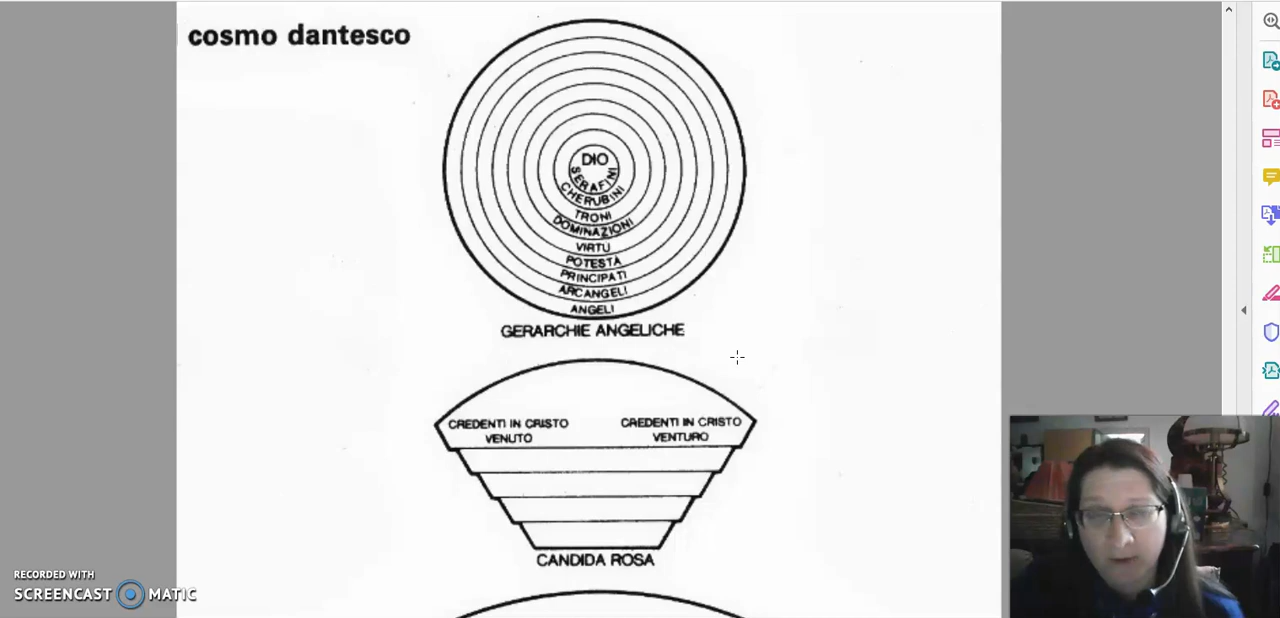 cosmo dantesco
DIO
SERAFINI
CHERUBINI
TRONI
DOMINAZIONI
VIRTU
POTESTÀ
PRINCIPATI
ARCANGELI
ANGELI
GERARCHIE ANGELICHE
CREDENTI IN CRISTO
VENUTO
CREDENTI IN CRISTO
VENTURO
CANDIDA ROSA
RECORDED WITH
SCREENCAST MATIC